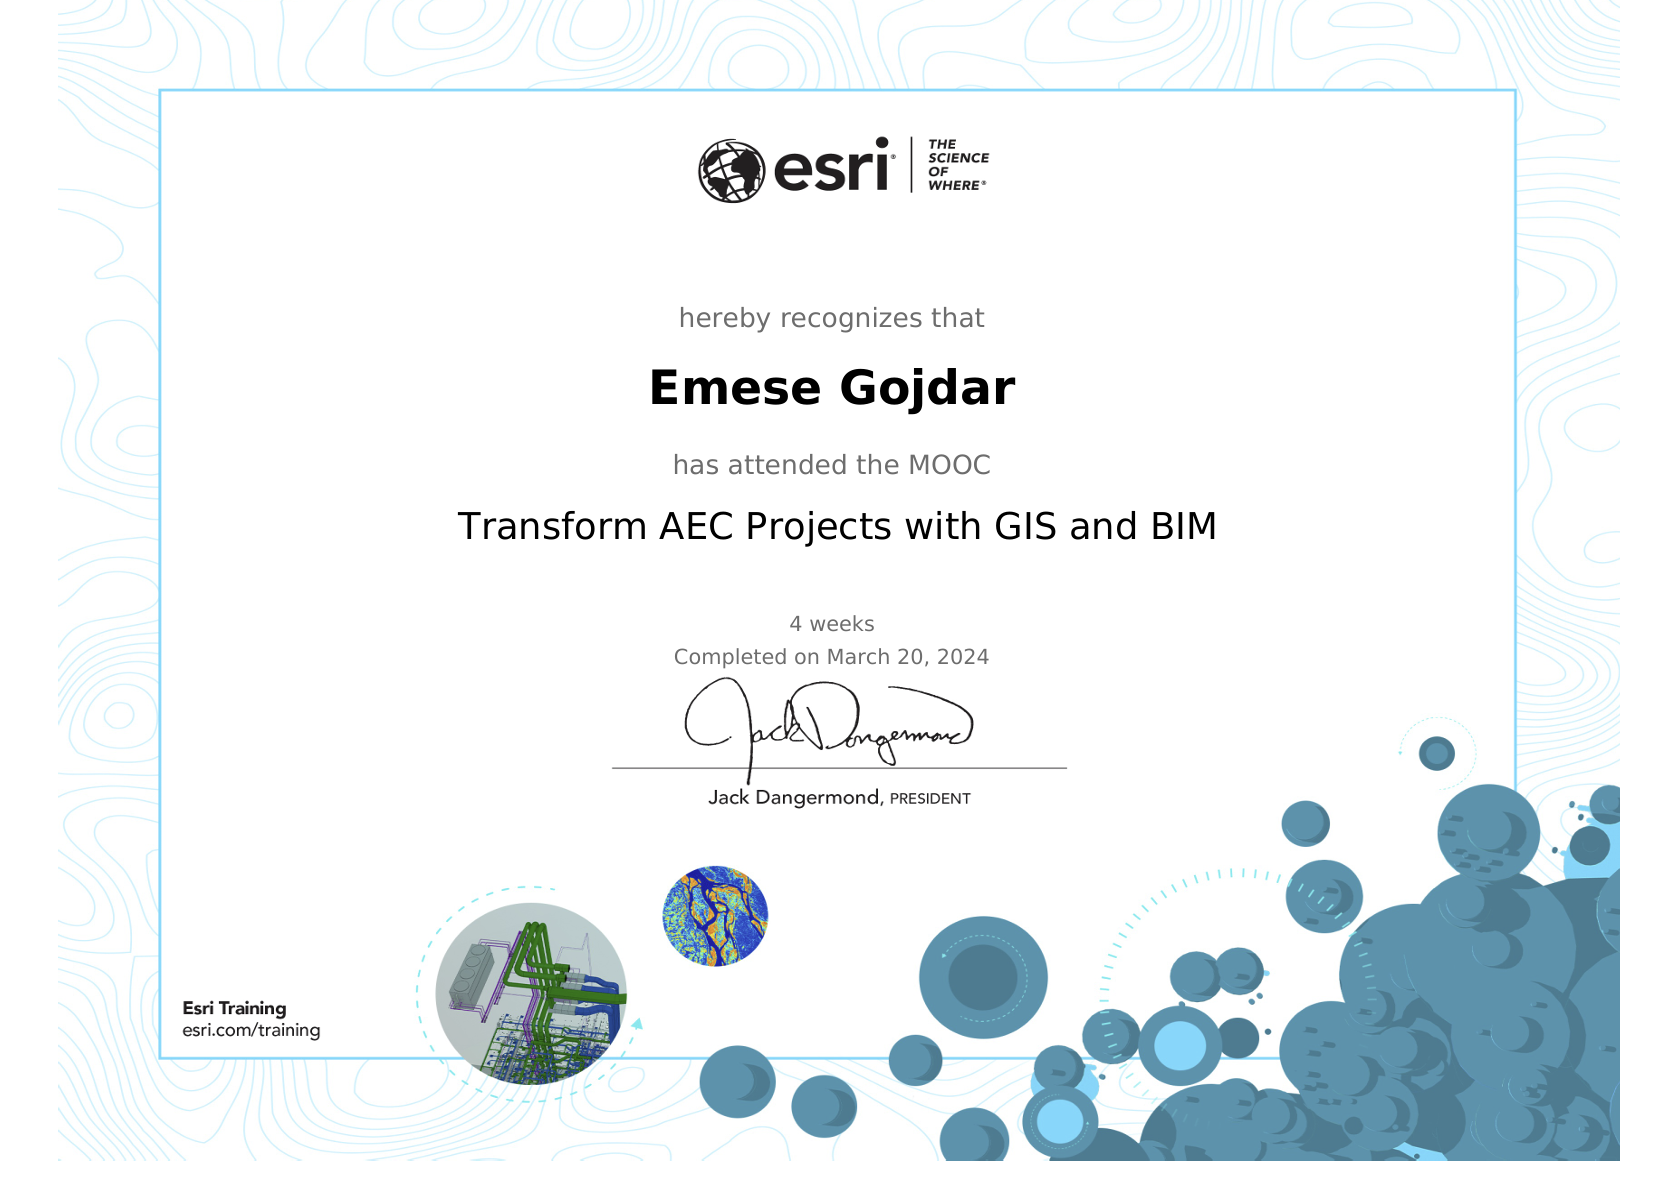 esri®
THE
SCIENCE
OF
WHERE®
hereby recognizes that
Emese Gojdar
has attended the MOOC
Transform AEC Projects with GIS and BIM
4 weeks
Completed on March 20, 2024
Jack Dangermond
Jack Dangermond, PRESIDENT
Esri Training
esri.com/training